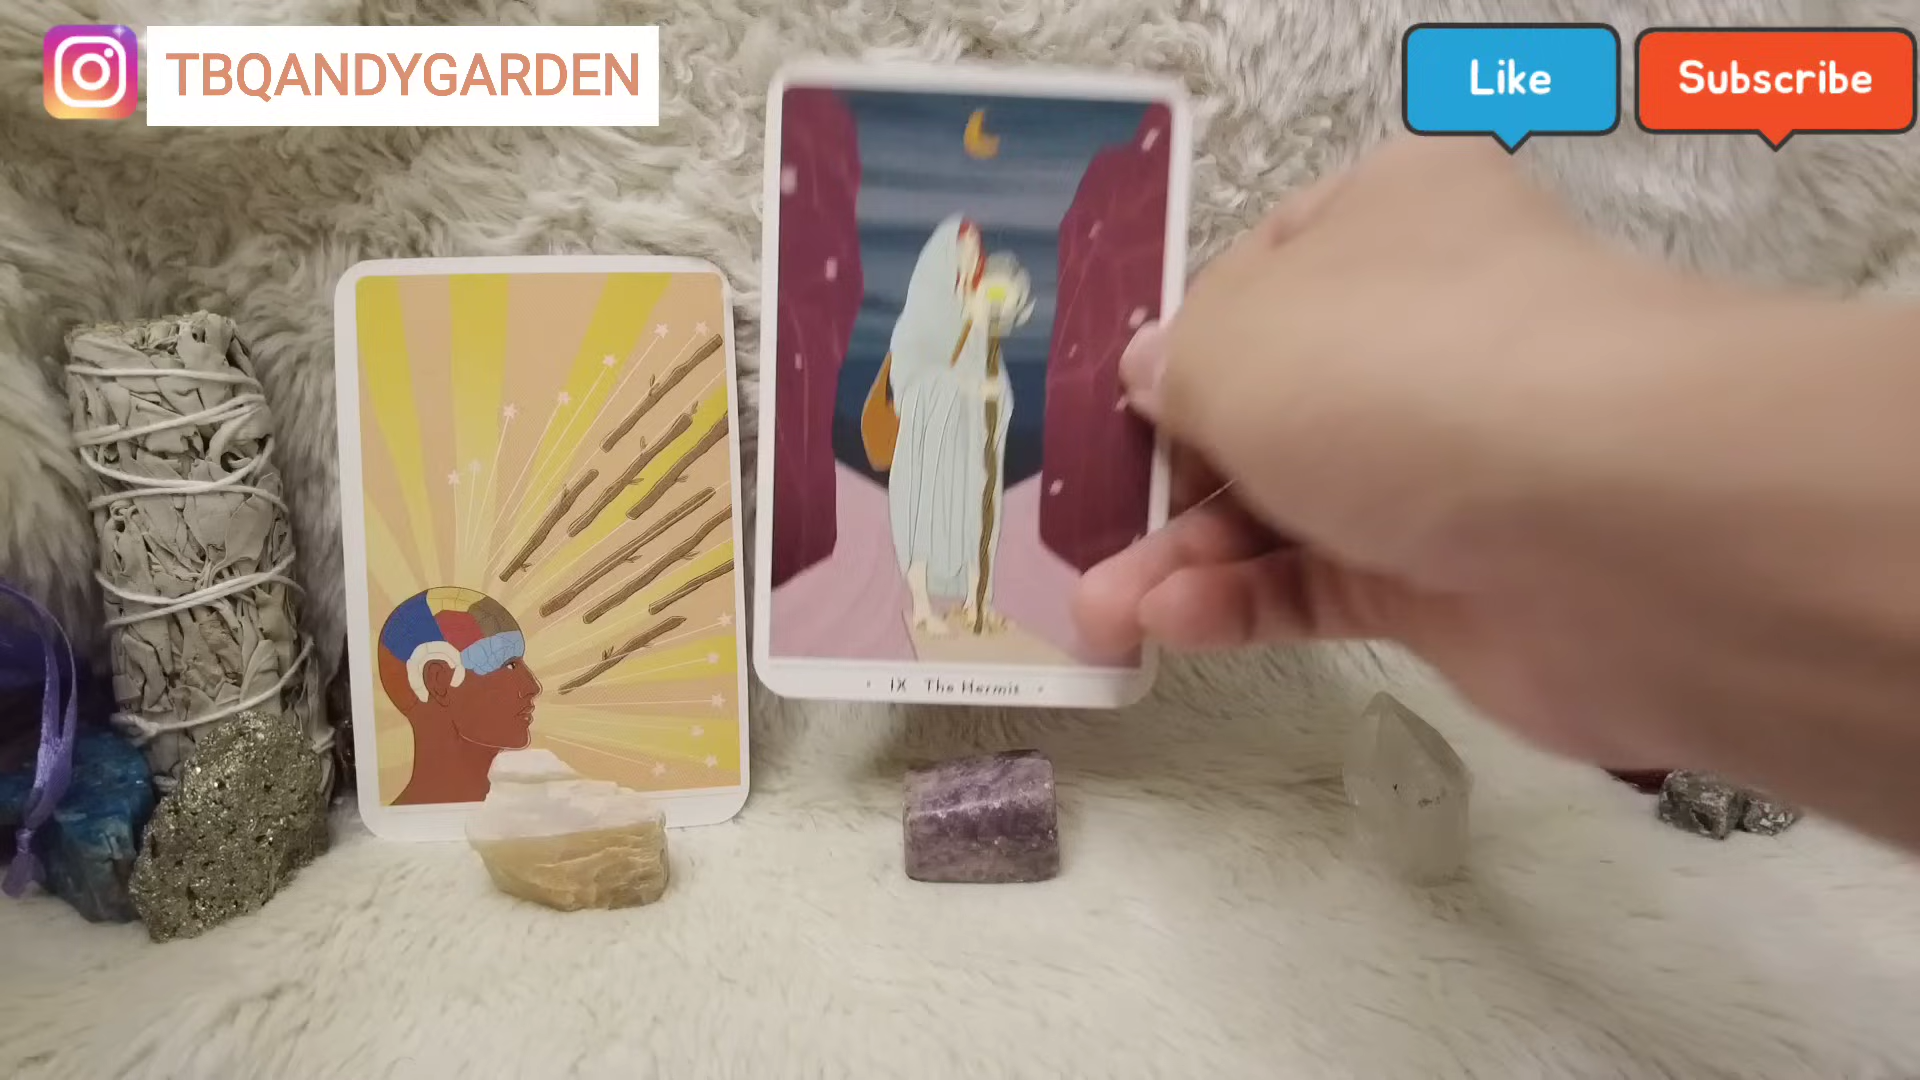 TBQANDYGARDEN
Like
Subscribe
· IX The Hermit ·